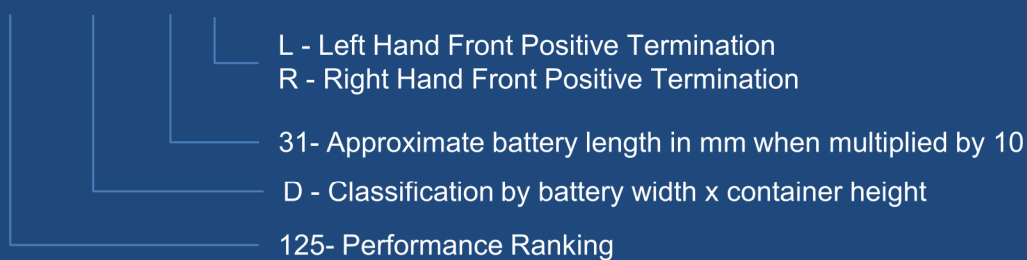 L - Left Hand Front Positive Termination
R - Right Hand Front Positive Termination
31- Approximate battery length in mm when multiplied by 10
D - Classification by battery width x container height
125- Performance Ranking